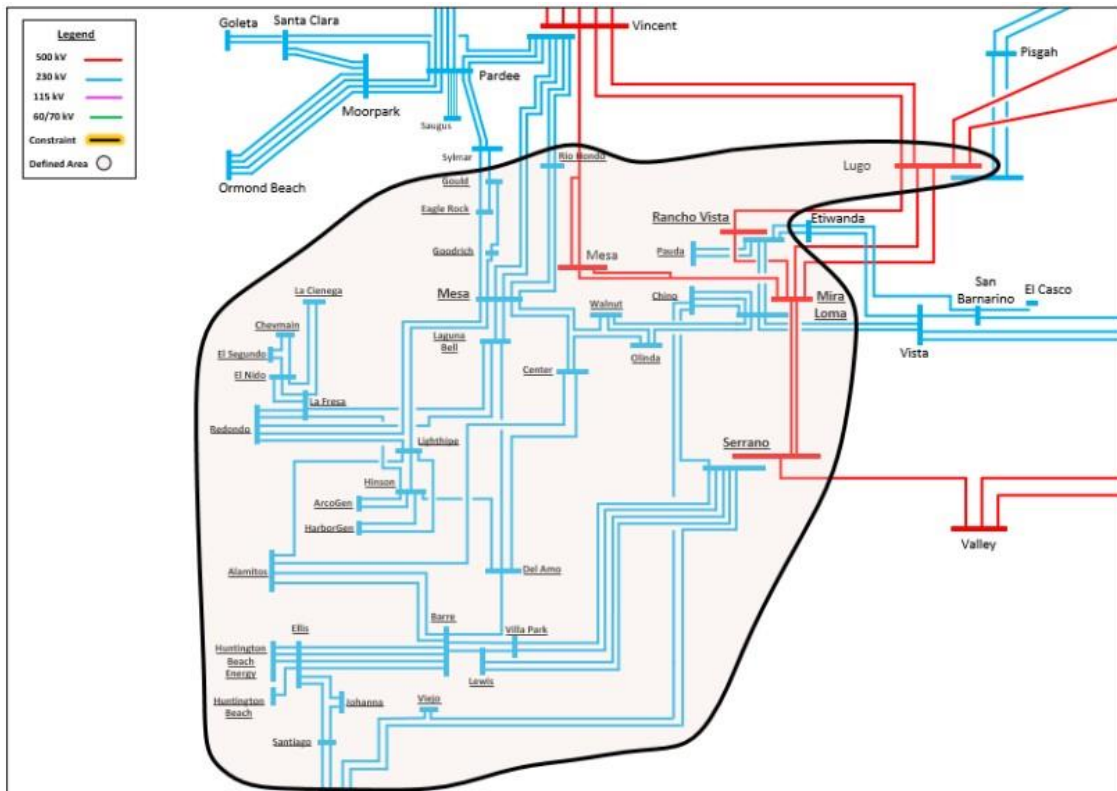 Legend
500 kV
230 kV
115 kV
60/70 kV
Constraint
Defined Area
Goleta
Santa Clara
Vincent
Pisgah
Pardee
Moorpark
Saugus
Ormond Beach
Sylmar
Rio Hondo
Lugo
Gould
Eagle Rock
Rancho Vista
Etiwanda
Goodrich
Mesa
Pauda
La Cienega
Mesa
Walnut
Chino
Mira
Loma
San
Barnarino
El Casco
Chevmain
Laguna
Bell
Vista
El Segundo
Olinda
El Nido
Center
La Fresa
Redondo
Lighthipe
Serrano
Hinson
ArcoGen
HarborGen
Valley
Alamitos
Del Amo
Barre
Ellis
Villa Park
Huntington
Beach
Energy
Lewis
Huntington
Beach
Johanna
Viejo
Santiago